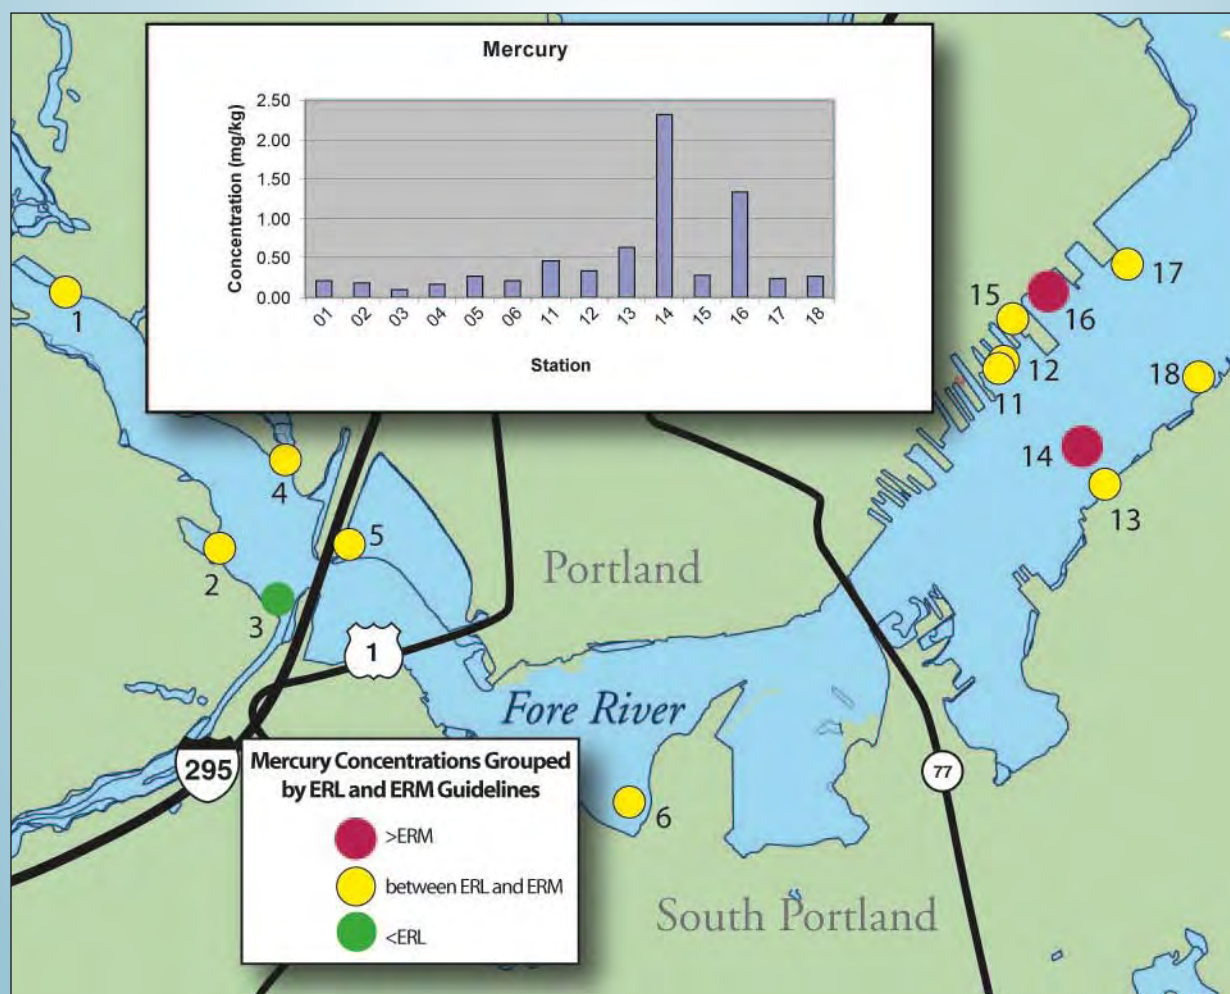 Mercury
Concentration (mg/kg)
2.50
2.00
1.50
1.00
0.50
0.00
01 02 03 04 05 06 11 12 13 14 15 16 17 18
Station
1
2
3
4
5
6
11
12
13
14
15
16
17
18
Portland
1
Fore River
295
77
South Portland
Mercury Concentrations Grouped
by ERL and ERM Guidelines
>ERM
between ERL and ERM
<ERL